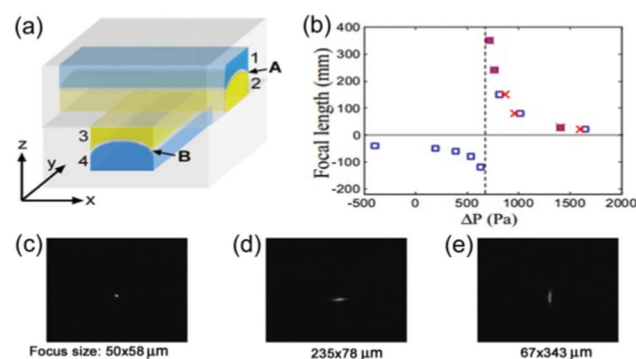 (a)
1
A
2
3
B
4
z
y
x
(b)
Focal length (mm)
400
300
200
100
0
-100
-200
-500 0 500 1000 1500 2000
ΔP (Pa)
(c) (d) (e)
Focus size: 50x58 μm 235x78 μm 67x343 μm